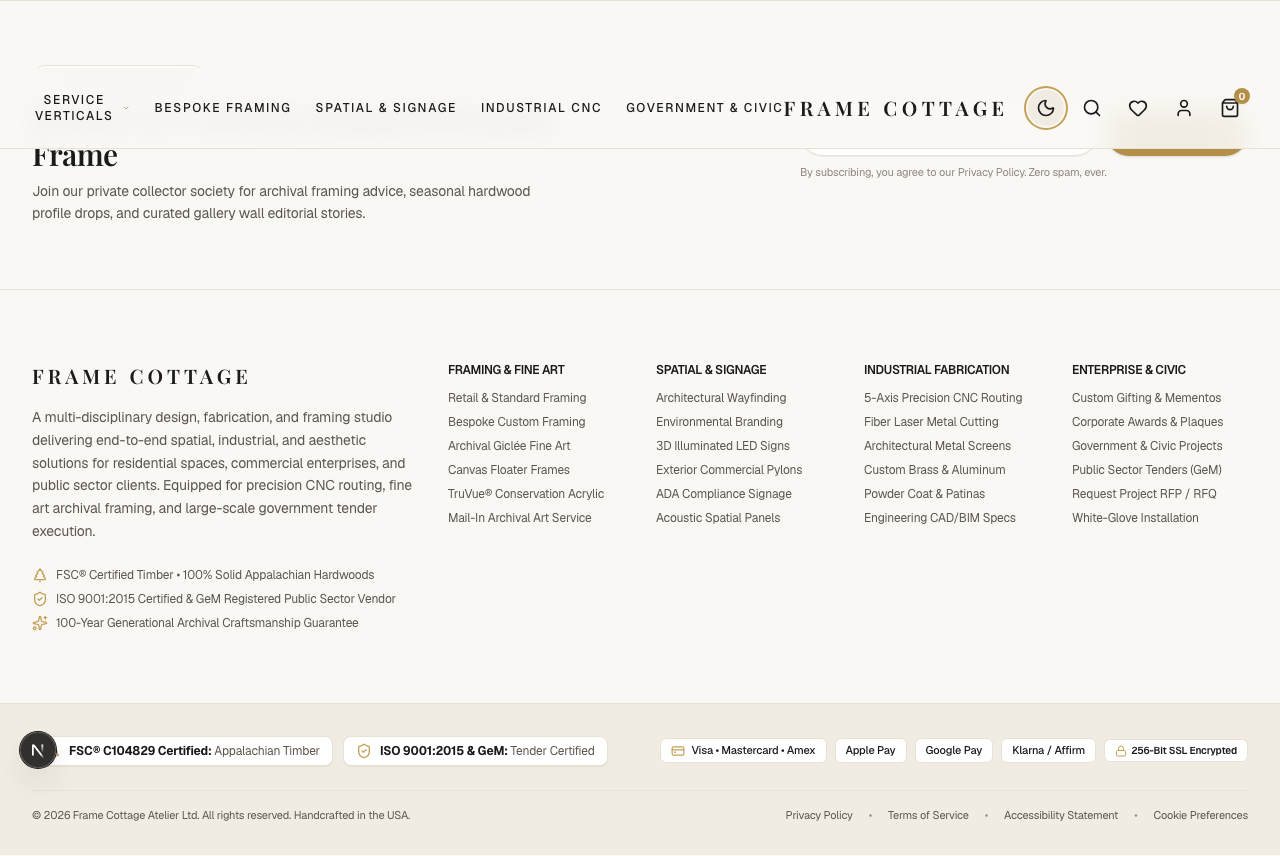 SERVICE
VERTICALS
BESPOKE FRAMING
SPATIAL & SIGNAGE
INDUSTRIAL CNC
GOVERNMENT & CIVIC
FRAME COTTAGE
0
Frame
Join our private collector society for archival framing advice, seasonal hardwood
profile drops, and curated gallery wall editorial stories.
By subscribing, you agree to our Privacy Policy. Zero spam, ever.
FRAME COTTAGE
A multi-disciplinary design, fabrication, and framing studio
delivering end-to-end spatial, industrial, and aesthetic
solutions for residential spaces, commercial enterprises, and
public sector clients. Equipped for precision CNC routing, fine
art archival framing, and large-scale government tender
execution.
FSC® Certified Timber • 100% Solid Appalachian Hardwoods
ISO 9001:2015 Certified & GeM Registered Public Sector Vendor
100-Year Generational Archival Craftsmanship Guarantee
FRAMING & FINE ART
Retail & Standard Framing
Bespoke Custom Framing
Archival Giclée Fine Art
Canvas Floater Frames
TruVue® Conservation Acrylic
Mail-In Archival Art Service
SPATIAL & SIGNAGE
Architectural Wayfinding
Environmental Branding
3D Illuminated LED Signs
Exterior Commercial Pylons
ADA Compliance Signage
Acoustic Spatial Panels
INDUSTRIAL FABRICATION
5-Axis Precision CNC Routing
Fiber Laser Metal Cutting
Architectural Metal Screens
Custom Brass & Aluminum
Powder Coat & Patinas
Engineering CAD/BIM Specs
ENTERPRISE & CIVIC
Custom Gifting & Mementos
Corporate Awards & Plaques
Government & Civic Projects
Public Sector Tenders (GeM)
Request Project RFP / RFQ
White-Glove Installation
N
FSC® C104829 Certified: Appalachian Timber
ISO 9001:2015 & GeM: Tender Certified
Visa • Mastercard • Amex
Apple Pay
Google Pay
Klarna / Affirm
256-Bit SSL Encrypted
© 2026 Frame Cottage Atelier Ltd. All rights reserved. Handcrafted in the USA.
Privacy Policy • Terms of Service • Accessibility Statement • Cookie Preferences